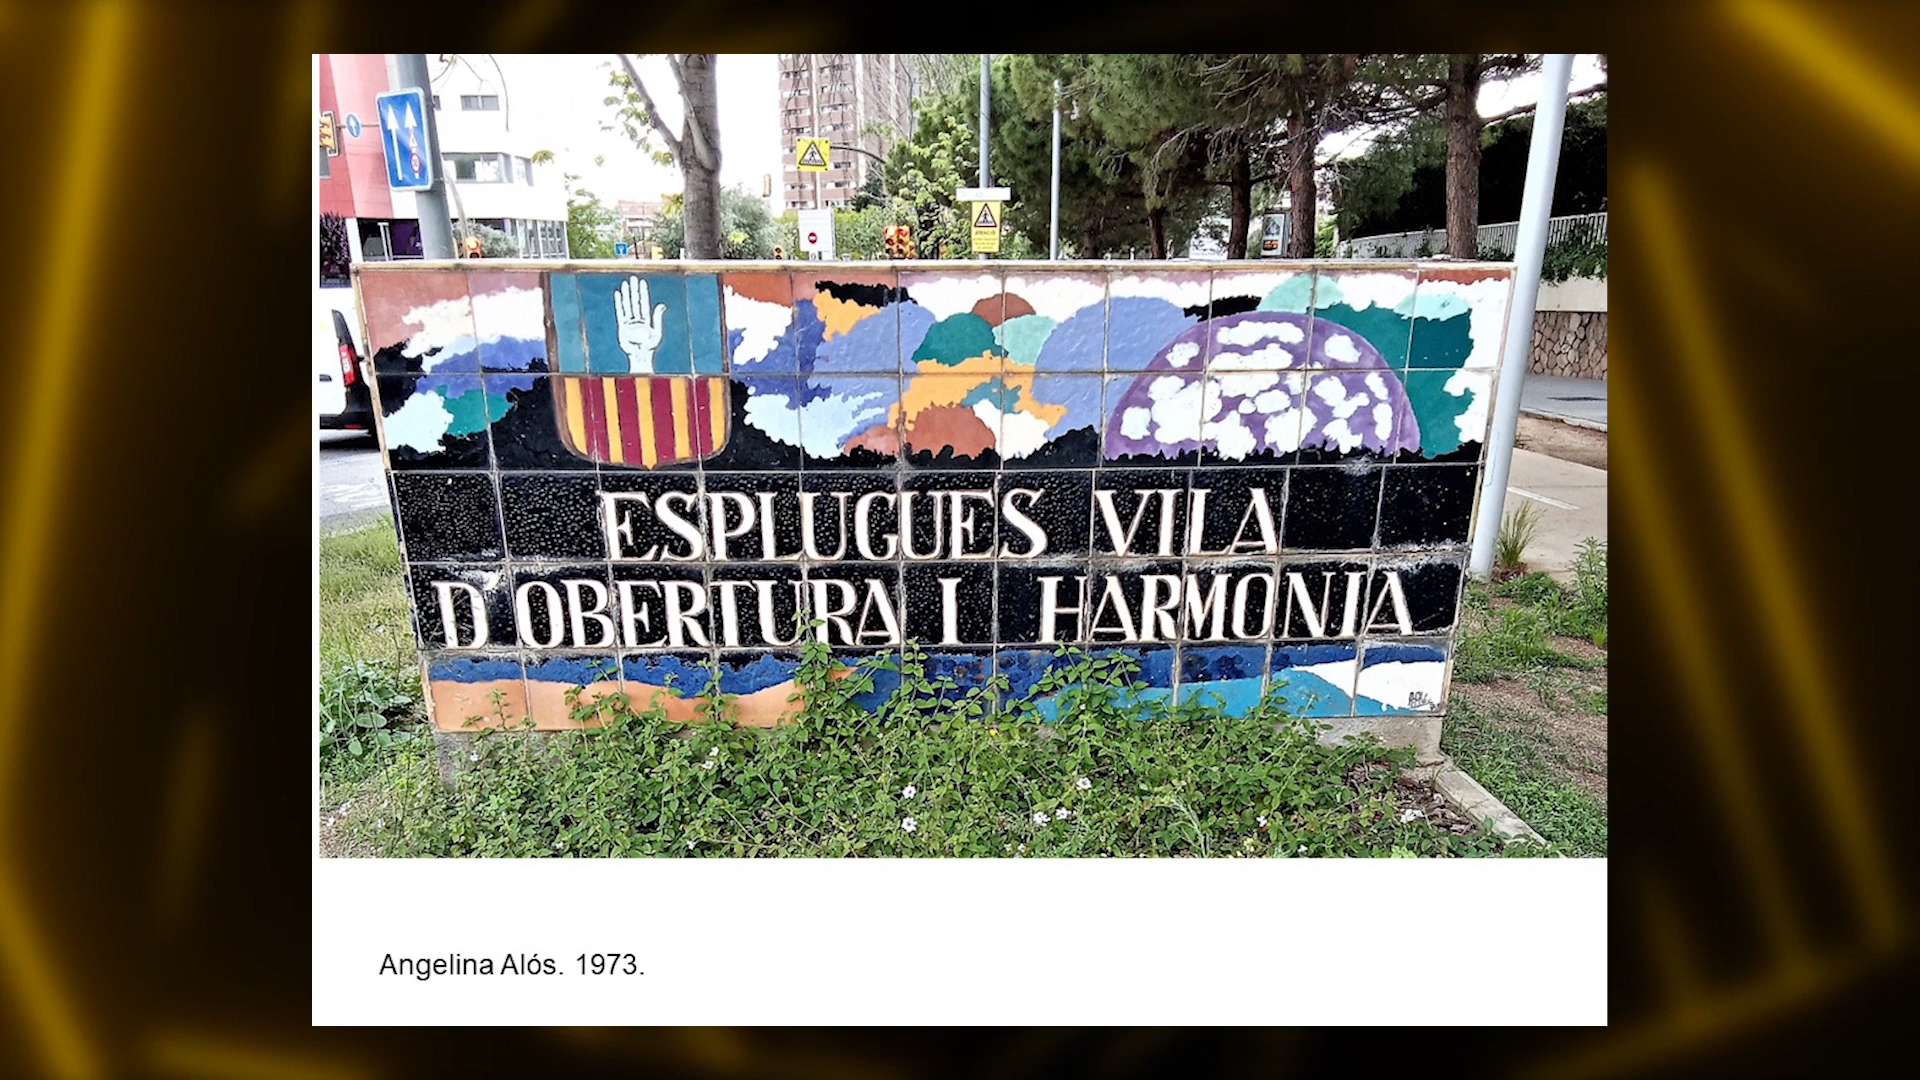 ESPLUGUES VILA
D'OBERTURA I HARMONIA
Angelina Alós. 1973.